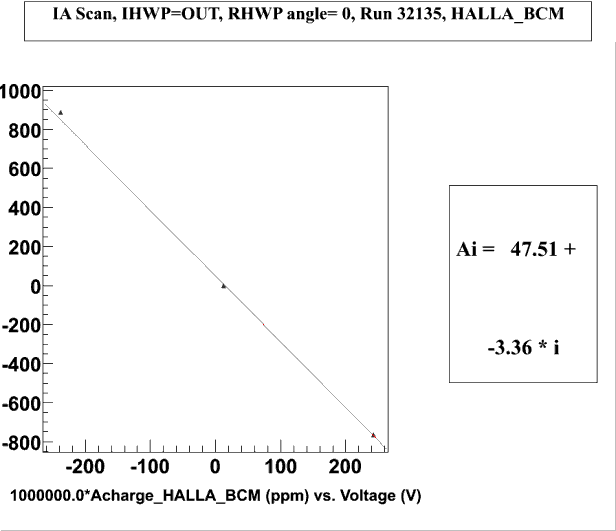 IA Scan, IHWP=OUT, RHWP angle= 0, Run 32135, HALLA_BCM
1000
800
600
400
200
0
-200
-400
-600
-800
-200 -100 0 100 200
1000000.0*Acharge_HALLA_BCM (ppm) vs. Voltage (V)
Ai = 47.51 +
-3.36 * i